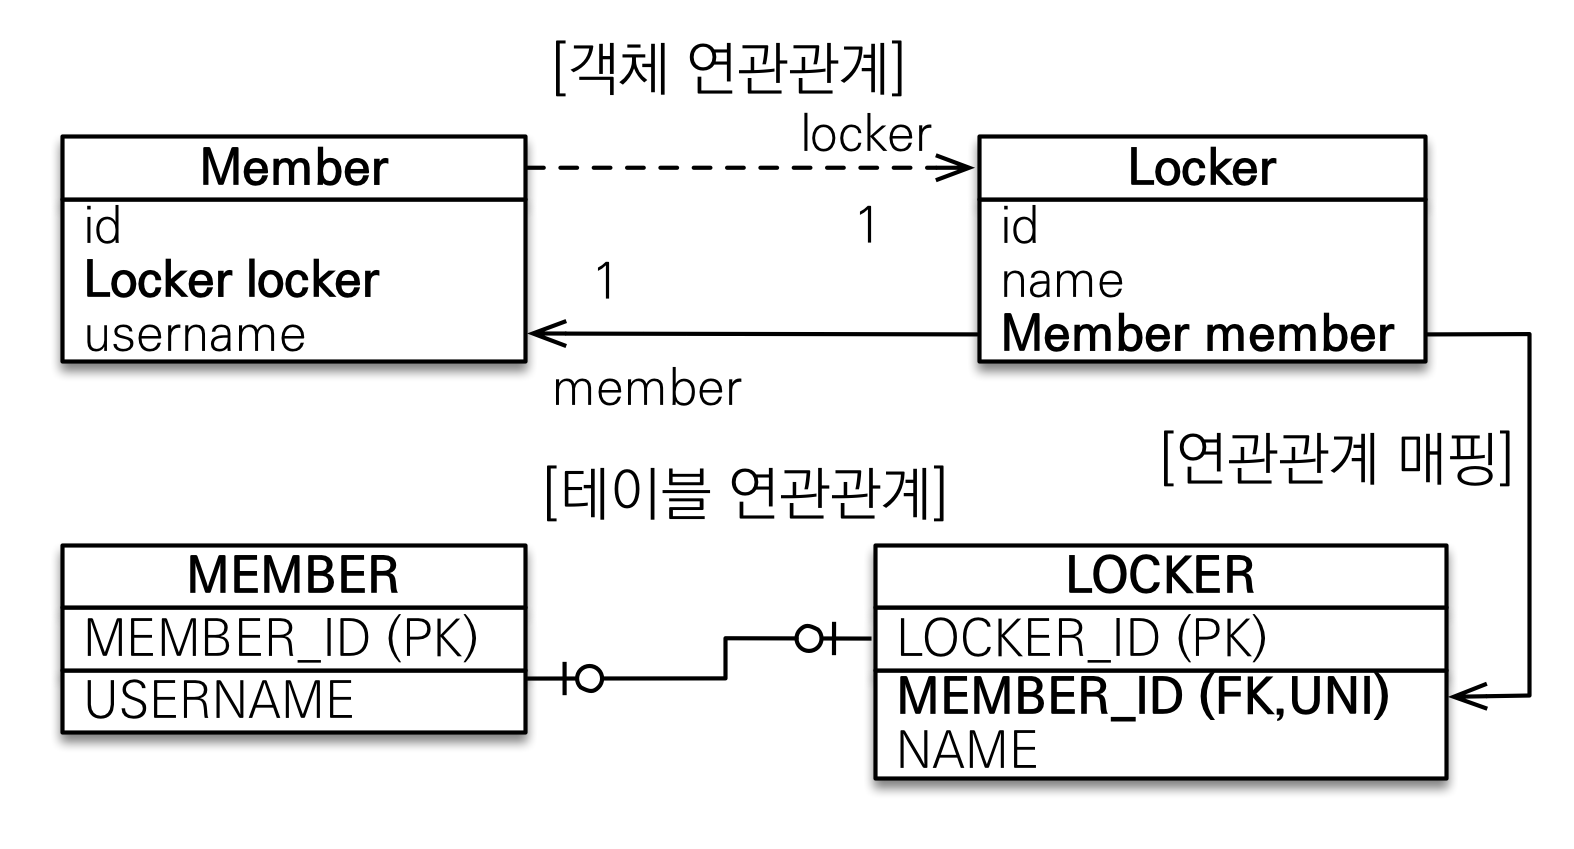 [객체 연관관계]
locker
Member
id
Locker locker
username
1
1
member
Locker
id
name
Member member
[연관관계 매핑]
[테이블 연관관계]
MEMBER
MEMBER_ID (PK)
USERNAME
LOCKER
LOCKER_ID (PK)
MEMBER_ID (FK,UNI)
NAME